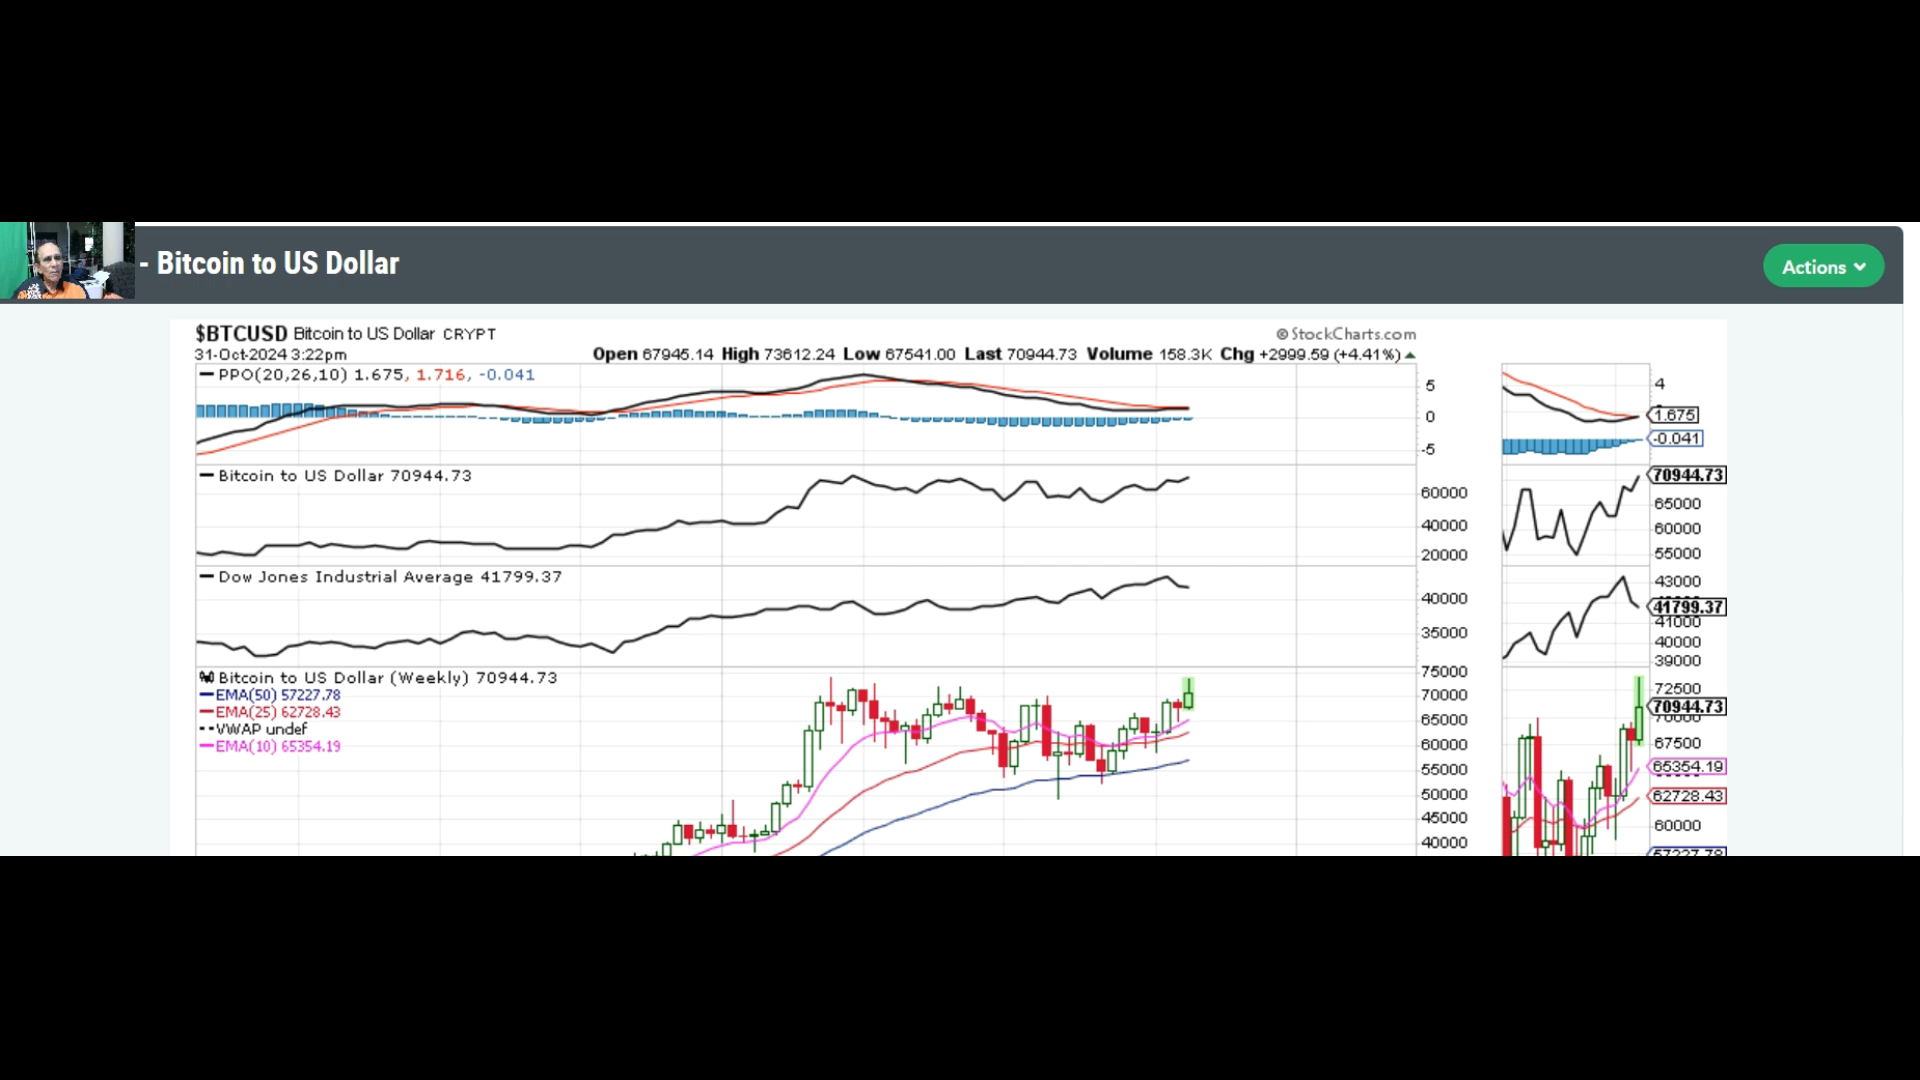 - Bitcoin to US Dollar
Actions
$BTCUSD Bitcoin to US Dollar CRYPT
© StockCharts.com
31-Oct-2024 3:22pm
Open 67945.14 High 73612.24 Low 67541.00 Last 70944.73 Volume 158.3K Chg +2999.59 (+4.41%)
PPO(20,26,10) 1.675, 1.716, -0.041
5
0
-5
4
1.675
-0.041
Bitcoin to US Dollar 70944.73
60000
40000
20000
70944.73
65000
60000
55000
Dow Jones Industrial Average 41799.37
40000
35000
43000
41799.37
41000
40000
39000
Bitcoin to US Dollar (Weekly) 70944.73
EMA(50) 57227.78
EMA(25) 62728.43
VWAP undef
EMA(10) 65354.19
75000
70000
65000
60000
55000
50000
45000
40000
72500
70944.73
70000
67500
65354.19
62728.43
60000
57227.78